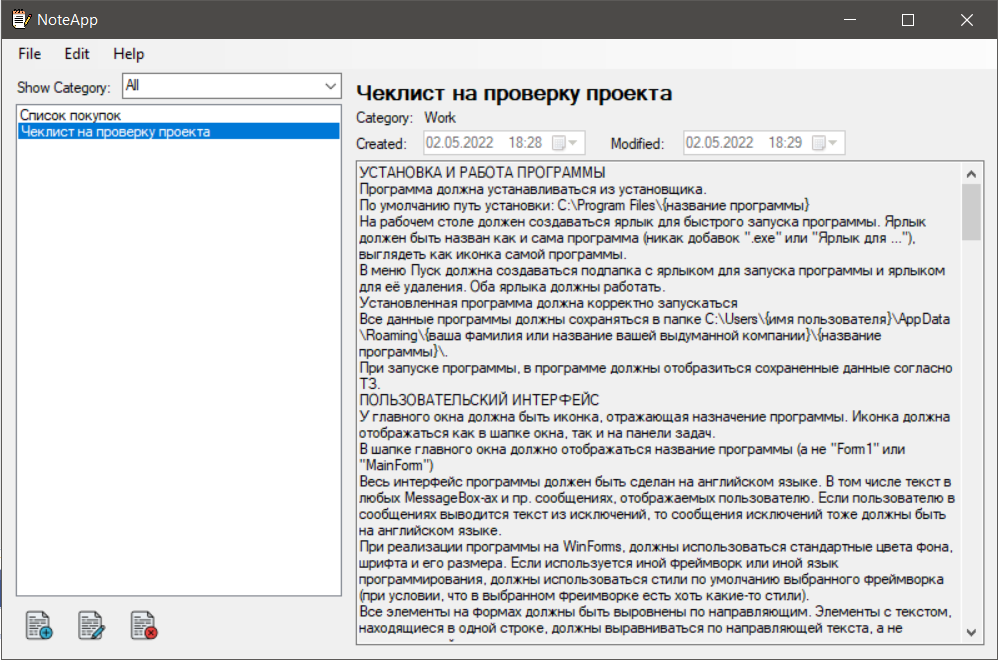 NoteApp
File Edit Help
Show Category: All
Список покупок
Чеклист на проверку проекта
Чеклист на проверку проекта
Category: Work
Created: 02.05.2022 18:28 Modified: 02.05.2022 18:29
УСТАНОВКА И РАБОТА ПРОГРАММЫ
Программа должна устанавливаться из установщика.
По умолчанию путь установки: C:\Program Files\{название программы}
На рабочем столе должен создаваться ярлык для быстрого запуска программы. Ярлык
должен быть назван как и сама программа (никак добавок ".exe" или "Ярлык для ..."),
выглядеть как иконка самой программы.
В меню Пуск должна создаваться подпапка с ярлыком для запуска программы и ярлыком
для её удаления. Оба ярлыка должны работать.
Установленная программа должна корректно запускаться
Все данные программы должны сохраняться в папке C:\Users\{имя пользователя}\AppData
\Roaming\{ваша фамилия или название вашей выдуманной компании}\{название
программы}\.
При запуске программы, в программе должны отобразиться сохраненные данные согласно
ТЗ.
ПОЛЬЗОВАТЕЛЬСКИЙ ИНТЕРФЕЙС
У главного окна должна быть иконка, отражающая назначение программы. Иконка должна
отображаться как в шапке окна, так и на панели задач.
В шапке главного окна должно отображаться название программы (а не "Form1" или
"MainForm")
Весь интерфейс программы должен быть сделан на английском языке. В том числе текст в
любых MessageBox-ах и пр. сообщениях, отображаемых пользователю. Если пользователю в
сообщениях выводится текст из исключений, то сообщения исключений тоже должны быть
на английском языке.
При реализации программы на WinForms, должны использоваться стандартные цвета фона,
шрифта и его размера. Если используется иной фреймворк или иной язык
программирования, должны использоваться стили по умолчанию выбранного фреймворка
(при условии, что в выбранном фреимворке есть хоть какие-то стили).
Все элементы на формах должны быть выровнены по направляющим. Элементы с текстом,
находящиеся в одной строке, должны выравниваться по направляющей текста, а не